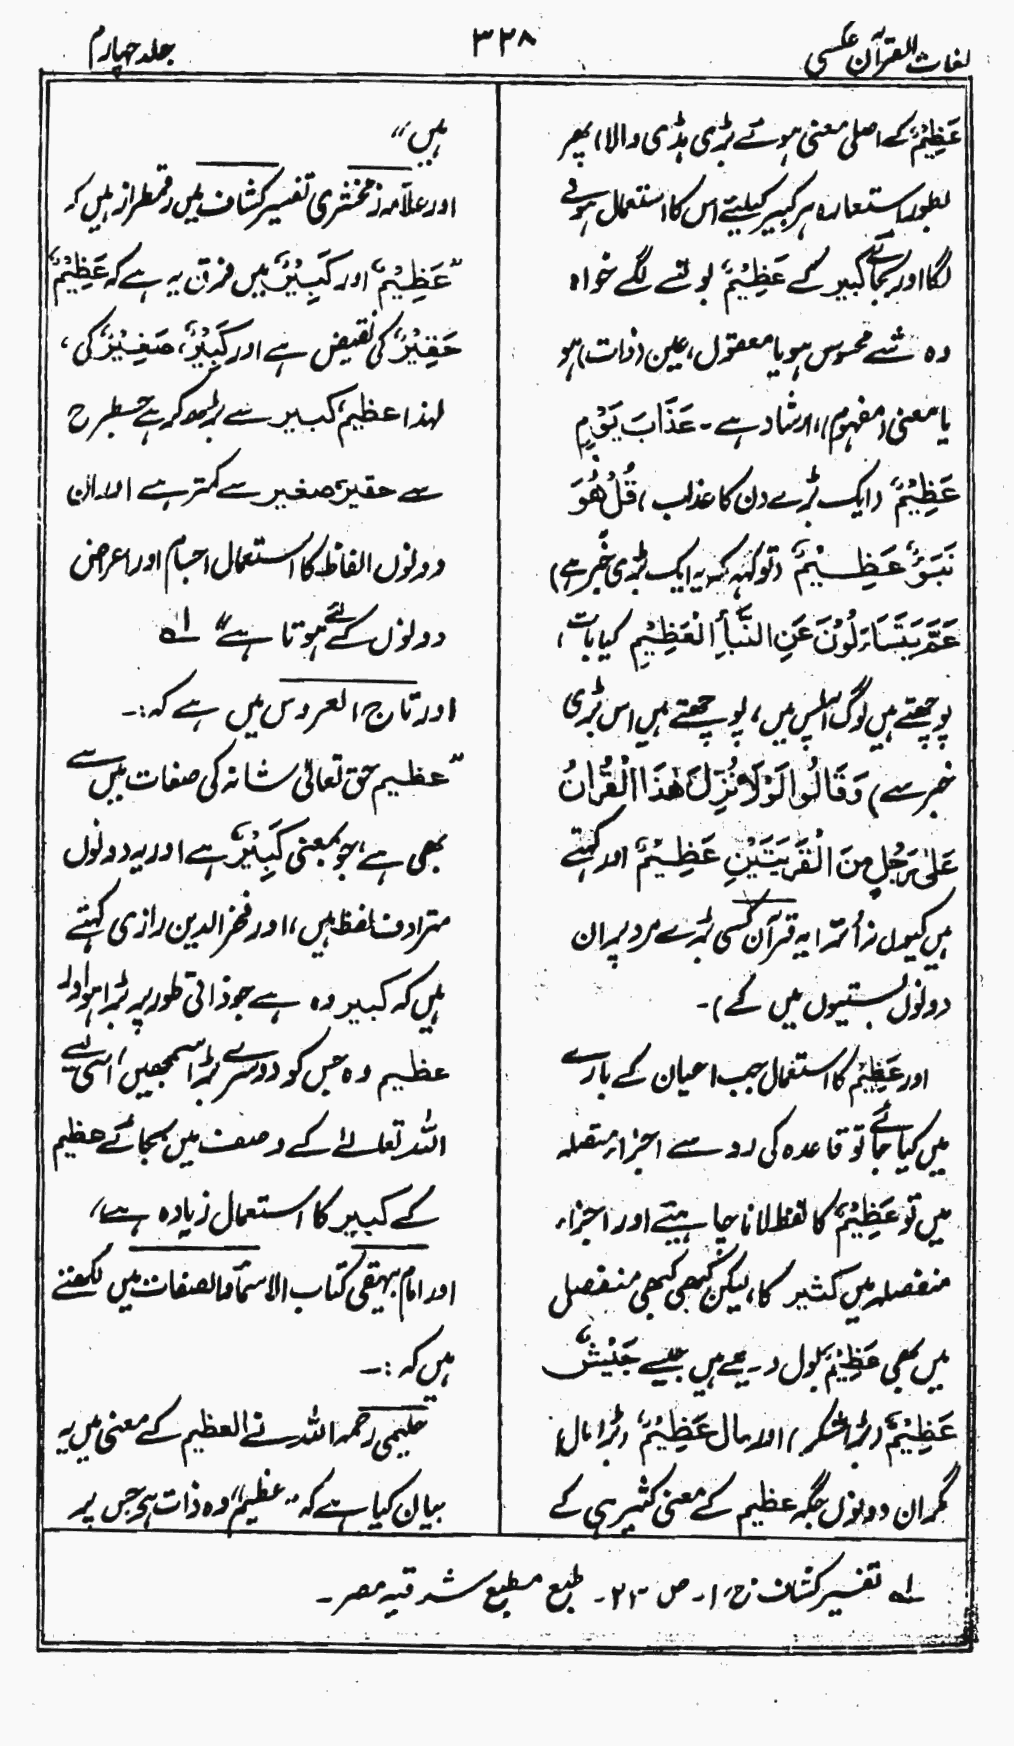 لغات القرآن عکسی
۳۲۸
جلد چہارم
عَظِیْمٌ کے اصلی معنی ہوئے بڑی ہڈی والا) پھر
بطور استعارہ ہر کبیر کیلئے اس کا استعمال ہونے
لگا اور بجائے کبیر کے عَظِیْمٌ بولنے لگے خواہ
وہ شے محسوس ہو یا معقول، عین (ذات) ہو
یا معنی (مفہوم)، ارشاد ہے۔ عَذَابَ یَوْمٍ
عَظِیْمٍ (ایک بڑے دن کا عذاب)، قُلْ هُوَ
نَبَؤٌ عَظِیْمٌ (تو کہہ کہ یہ ایک بڑی خبر ہے)
عَمَّ یَتَسَاءَلُوْنَ عَنِ النَّبَأِ الْعَظِیْمِ کیا بات،
پوچھتے ہیں لوگ آپس میں، پوچھتے ہیں اس بڑی
خبر سے) وَقَالُوا لَوْلَا نُزِّلَ هٰذَا الْقُرْاٰنُ
عَلٰی رَجُلٍ مِنَ الْقَرْیَتَیْنِ عَظِیْمٍ اور کہتے
ہیں کیوں نہ اُترا یہ قرآن کسی بڑے مرد پر ان
دونوں بستیوں میں کے)۔
اور عَظِیْمٌ کا استعمال جب اعیان کے بارے
میں کیا جائے تو قاعدہ کی رو سے اجزاء متصلہ
میں تو عَظِیْمٌ کا لفظ لانا چاہیئے اور اجزاء
منفصلہ میں کثیر کا، لیکن کبھی کبھی منفصل
میں بھی عَظِیْمٌ بول دیتے ہیں جیسے جَیْشٌ
عَظِیْمٌ (بڑا لشکر) اور مال عَظِیْمٌ (بڑا مال)
مگر ان دونوں جگہ عظیم کے معنی کثیر ہی کے
ہیں"
اور علامہ زمخشری تفسیر کشاف میں رقمطراز ہیں کہ
"عَظِیْمٌ اور کَبِیْرٌ میں فرق یہ ہے کہ عَظِیْمٌ
حَقِیْرٌ کی نقیض ہے اور کَبِیْرٌ، صَغِیْرٌ کی،
لہذا عظیم کبیر سے بڑھ کر ہے جسطرح
سے حقیر صغیر سے کمتر ہے اور ان
دونوں الفاظ کا استعمال اجسام اور اعراض
دونوں کے لئے ہوتا ہے" لے
اور تاج العروس میں ہے کہ:۔
"عظیم حق تعالیٰ شانہ کی صفات میں سے
بھی ہے، جو بمعنی کَبِیْرٌ ہے اور یہ دونوں
مترادف لفظ ہیں، اور فخر الدین رازی کہتے
ہیں کہ کبیر وہ ہے جو ذاتی طور پر بڑا ہو اور
عظیم وہ جس کو دوسرے بڑا سمجھیں، اسی لیے
اللہ تعالےٰ کے وصف میں بجائے عظیم
کے کبیر کا استعمال زیادہ ہے"
اور امام بیہقی کتاب الاسماء والصفات میں لکھتے
ہیں کہ:۔
حلیمی رحمہ اللہ نے العظیم کے معنی میں یہ
بیان کیا ہے کہ "عظیم" وہ ذات ہے جس پر
لے تفسیر کشاف ج، ۱۔ ص ۲۳۔ طبع مطبع شرقیہ مصر۔